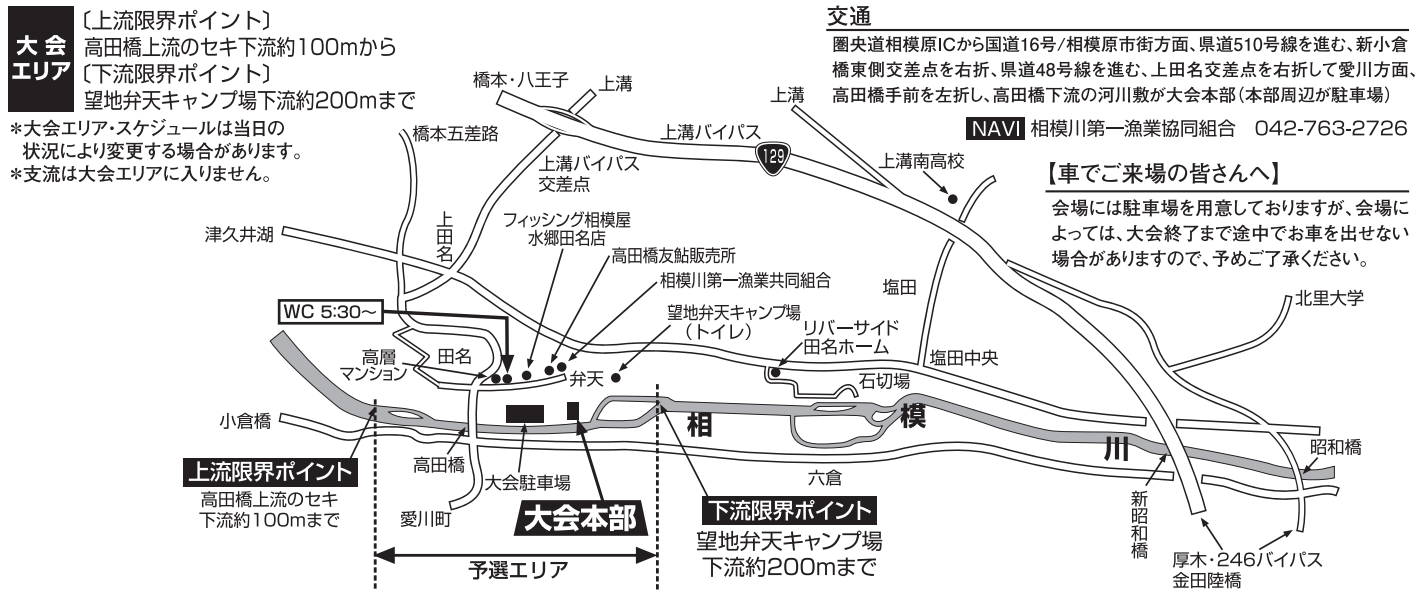 大会
エリア
〔上流限界ポイント〕
高田橋上流のセキ下流約100mから
〔下流限界ポイント〕
望地弁天キャンプ場下流約200mまで
*大会エリア・スケジュールは当日の
状況により変更する場合があります。
*支流は大会エリアに入りません。
交通
圏央道相模原ICから国道16号/相模原市街方面、県道510号線を進む、新小倉
橋東側交差点を右折、県道48号線を進む、上田名交差点を右折して愛川方面、
高田橋手前を左折し、高田橋下流の河川敷が大会本部（本部周辺が駐車場）
NAVI 相模川第一漁業協同組合 042-763-2726
【車でご来場の皆さんへ】
会場には駐車場を用意しておりますが、会場に
よっては、大会終了まで途中でお車を出せない
場合がありますので、予めご了承ください。
橋本・八王子
上溝
橋本五差路
上溝バイパス
129
上溝
上溝バイパス
交差点
上溝南高校
上田名
フィッシング相模屋
水郷田名店
津久井湖
高田橋友鮎販売所
相模川第一漁業共同組合
塩田
北里大学
WC 5:30〜
望地弁天キャンプ場
（トイレ）
リバーサイド
田名ホーム
塩田中央
高層
マンション
田名
弁天
石切場
小倉橋
相
模
川
昭和橋
上流限界ポイント
高田橋上流のセキ
下流約100mまで
高田橋
大会駐車場
六倉
愛川町
大会本部
下流限界ポイント
望地弁天キャンプ場
下流約200mまで
新昭和橋
予選エリア
厚木・246バイパス
金田陸橋